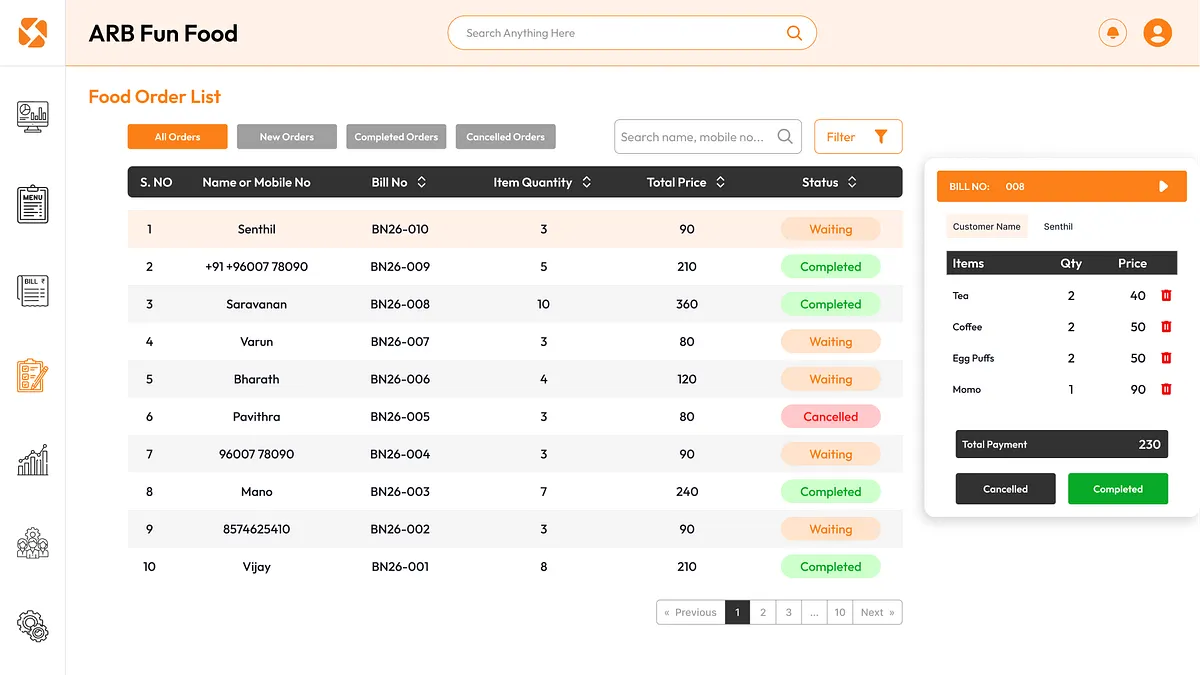 ARB Fun Food
Search Anything Here
Food Order List
All Orders New Orders Completed Orders Cancelled Orders Search name, mobile no... Filter
S. NO Name or Mobile No Bill No Item Quantity Total Price Status
1 Senthil BN26-010 3 90 Waiting
2 +91 +96007 78090 BN26-009 5 210 Completed
3 Saravanan BN26-008 10 360 Completed
4 Varun BN26-007 3 80 Waiting
5 Bharath BN26-006 4 120 Waiting
6 Pavithra BN26-005 3 80 Cancelled
7 96007 78090 BN26-004 3 90 Waiting
8 Mano BN26-003 7 240 Completed
9 8574625410 BN26-002 3 90 Waiting
10 Vijay BN26-001 8 210 Completed
« Previous 1 2 3 ... 10 Next »
BILL NO: 008
Customer Name Senthil
Items Qty Price
Tea 2 40
Coffee 2 50
Egg Puffs 2 50
Momo 1 90
Total Payment 230
Cancelled Completed
MENU
BILL ₹